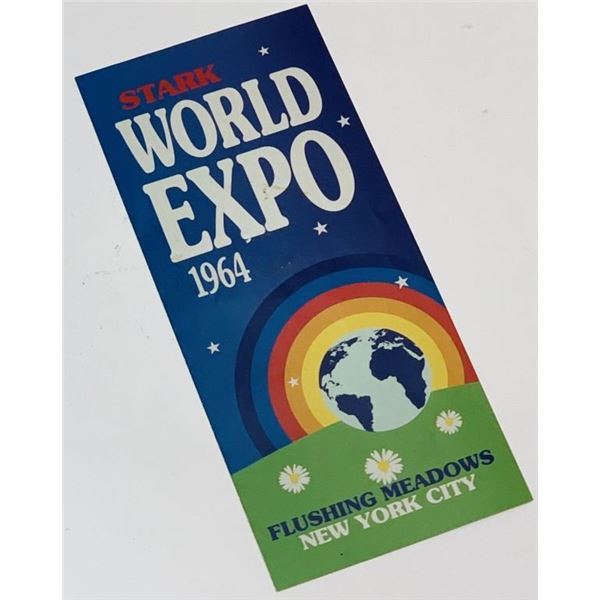 STARK
WORLD
EXPO
1964
FLUSHING MEADOWS
NEW YORK CITY